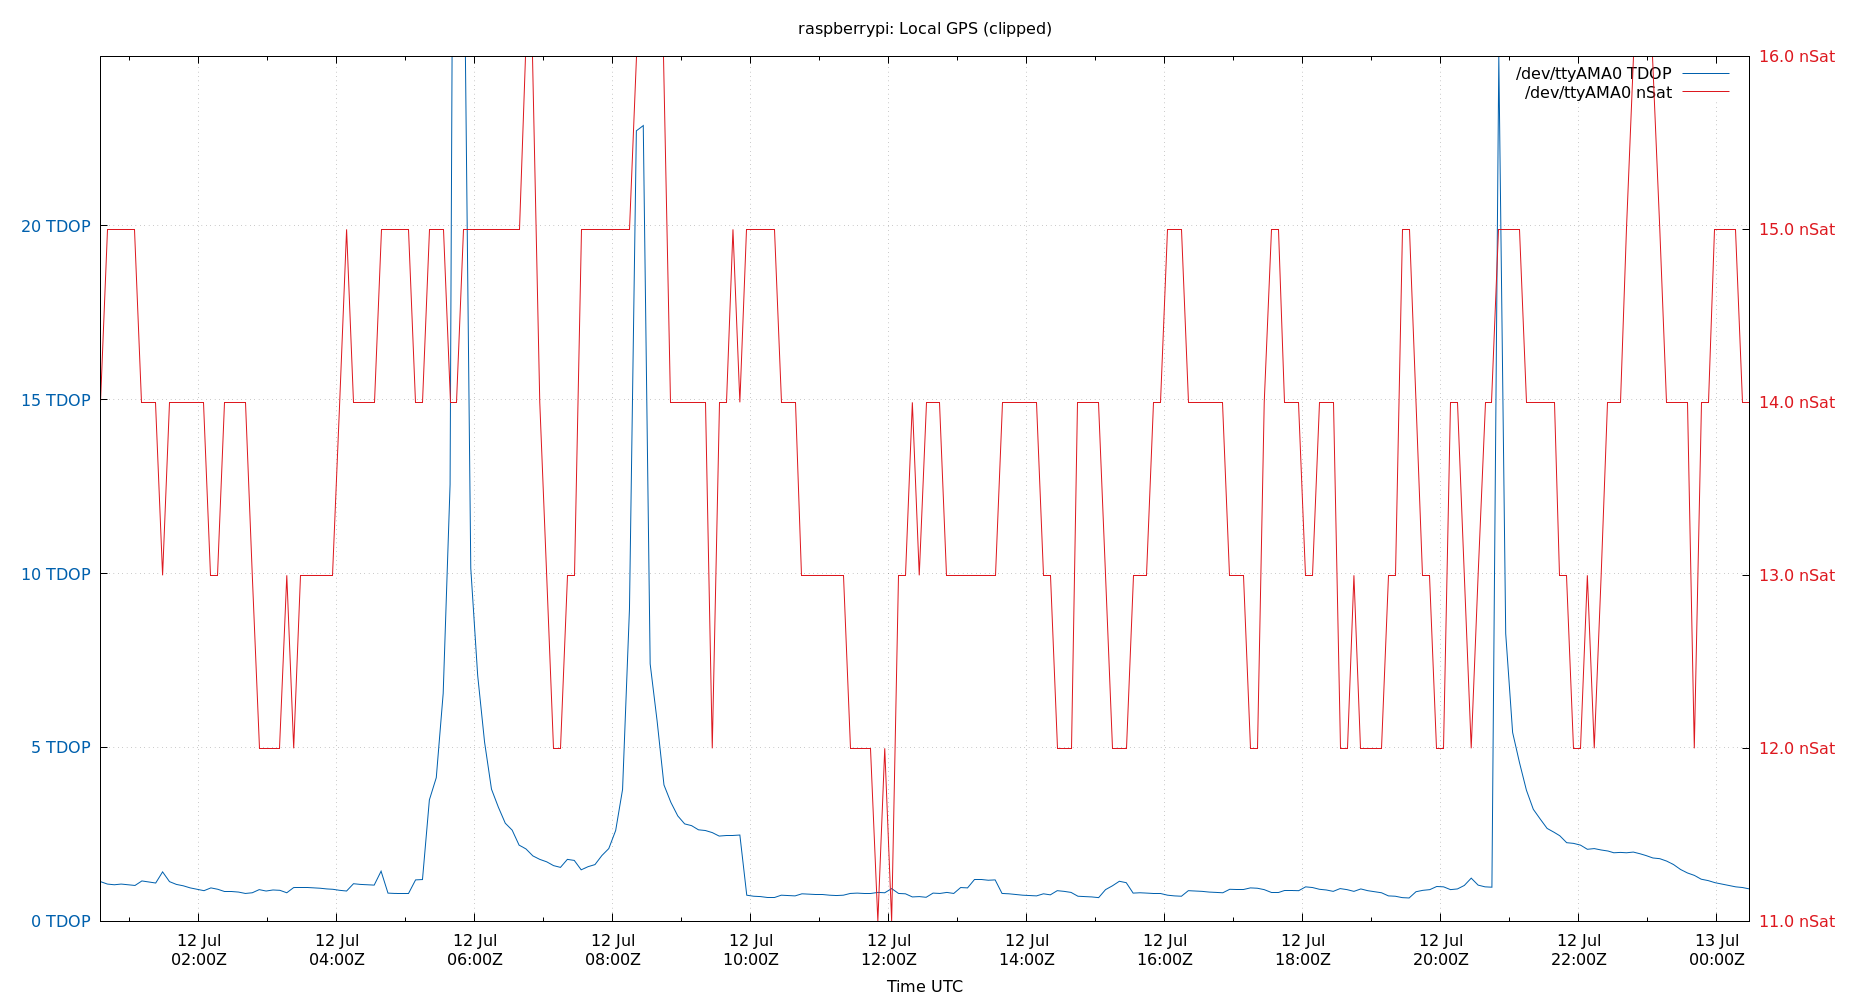 raspberrypi: Local GPS (clipped)
16.0 nSat
/dev/ttyAMA0 TDOP
/dev/ttyAMA0 nSat
20 TDOP
15.0 nSat
15 TDOP
14.0 nSat
10 TDOP
13.0 nSat
5 TDOP
12.0 nSat
0 TDOP
11.0 nSat
12 Jul 12 Jul 12 Jul 12 Jul 12 Jul 12 Jul 12 Jul 12 Jul 12 Jul 12 Jul 12 Jul 13 Jul
02:00Z 04:00Z 06:00Z 08:00Z 10:00Z 12:00Z 14:00Z 16:00Z 18:00Z 20:00Z 22:00Z 00:00Z
Time UTC